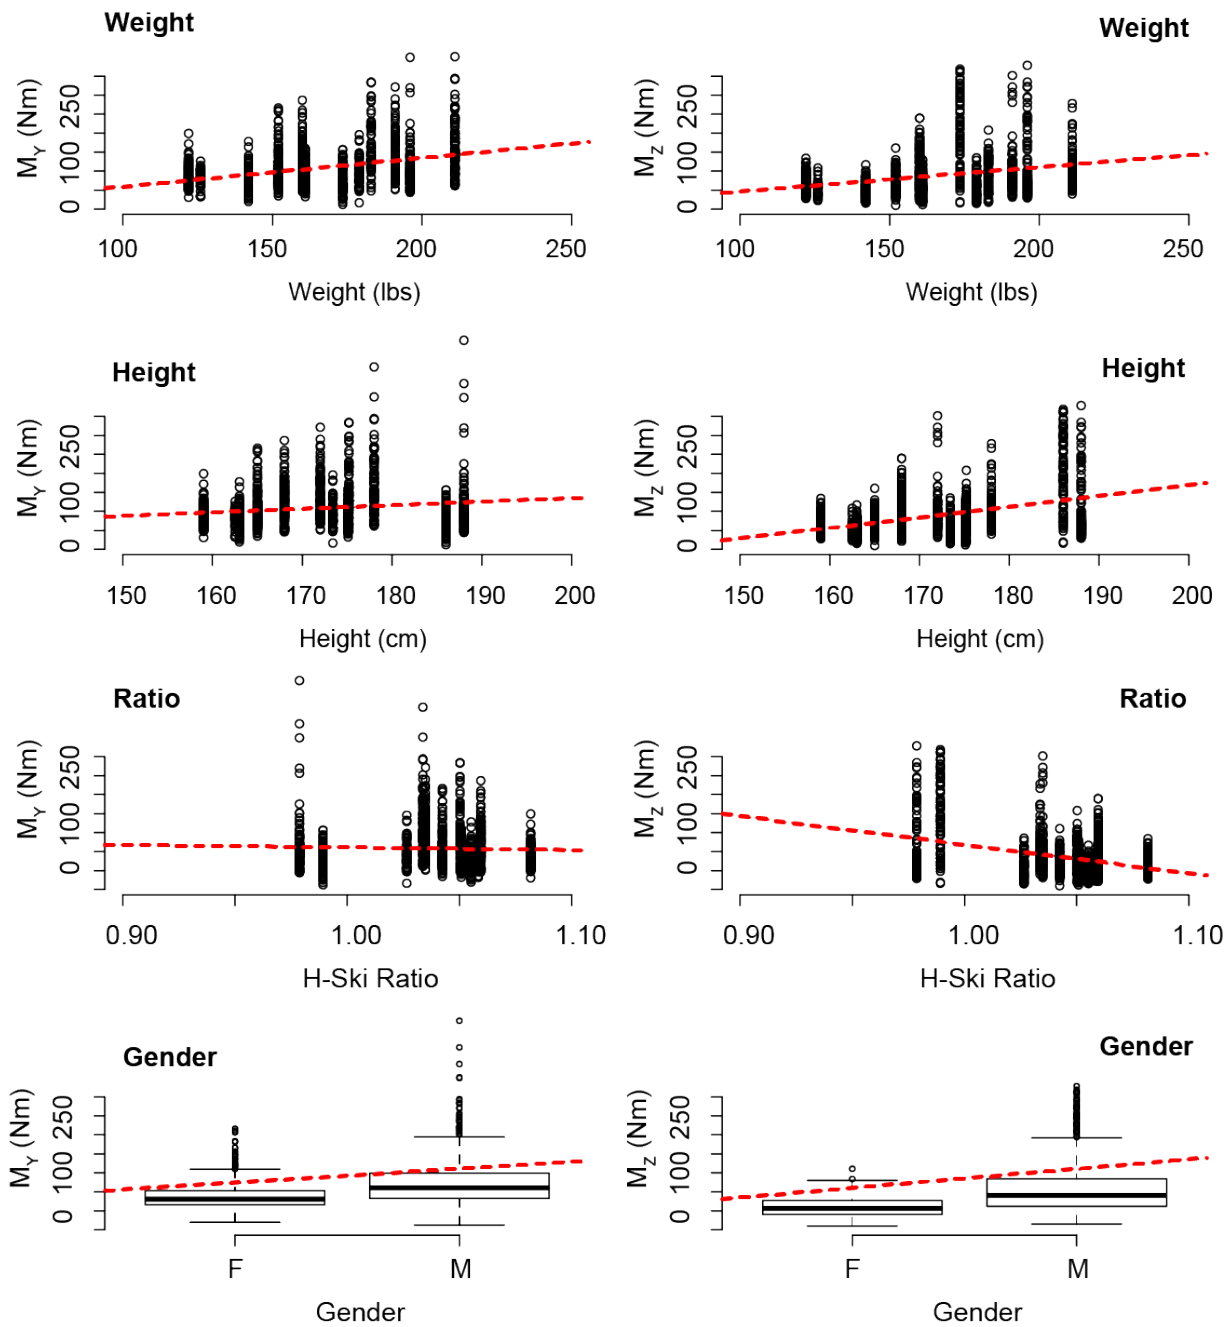 Weight
M_Y (Nm)
0 100 250
100 150 200 250
Weight (lbs)
Weight
M_Z (Nm)
0 100 250
100 150 200 250
Weight (lbs)
Height
M_Y (Nm)
0 100 250
150 160 170 180 190 200
Height (cm)
Height
M_Z (Nm)
0 100 250
150 160 170 180 190 200
Height (cm)
Ratio
M_Y (Nm)
0 100 250
0.90 1.00 1.10
H-Ski Ratio
Ratio
M_Z (Nm)
0 100 250
0.90 1.00 1.10
H-Ski Ratio
Gender
M_Y (Nm)
0 100 250
F M
Gender
Gender
M_Z (Nm)
0 100 250
F M
Gender